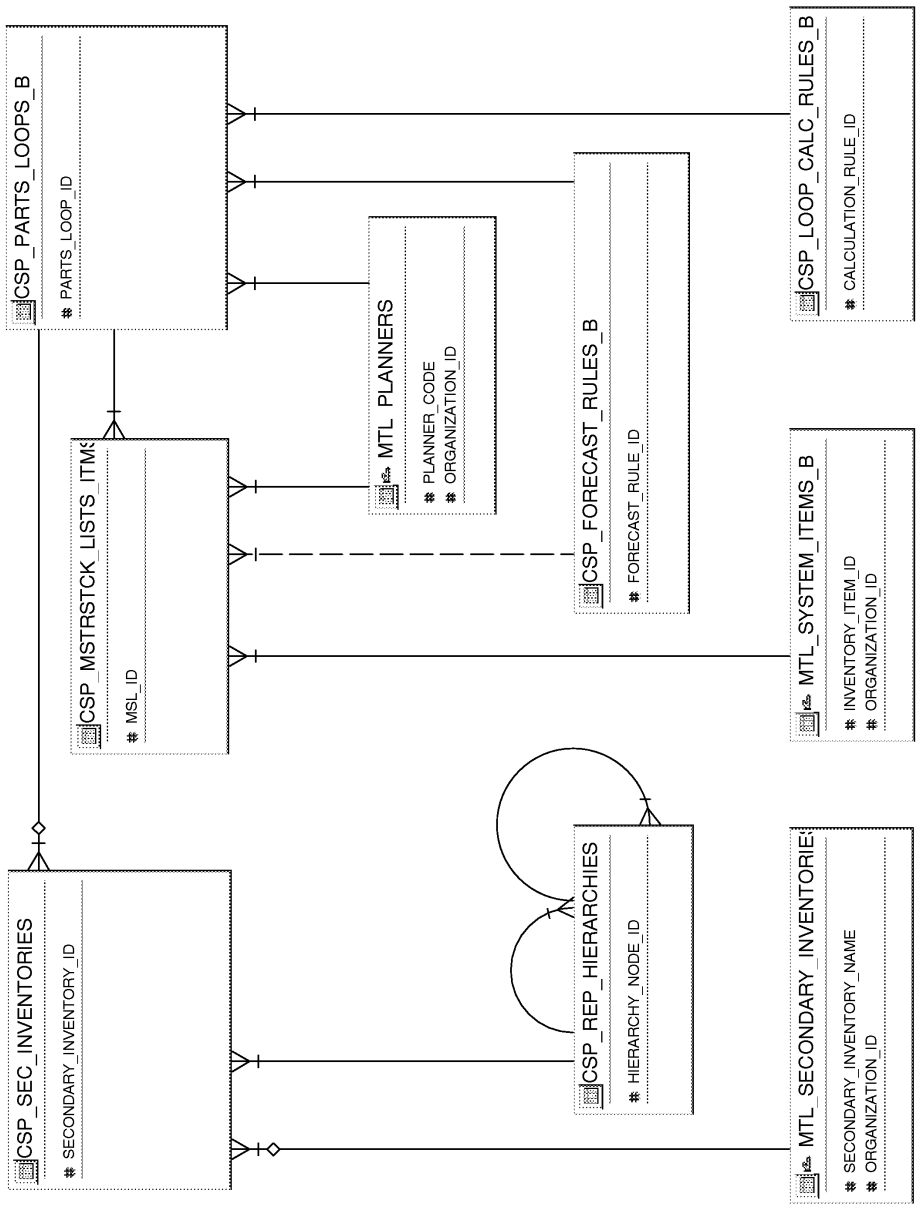 CSP_SEC_INVENTORIES
# SECONDARY_INVENTORY_ID
CSP_MSTRSTCK_LISTS_ITMS
# MSL_ID
CSP_PARTS_LOOPS_B
# PARTS_LOOP_ID
MTL_PLANNERS
# PLANNER_CODE
# ORGANIZATION_ID
CSP_REP_HIERARCHIES
# HIERARCHY_NODE_ID
CSP_FORECAST_RULES_B
# FORECAST_RULE_ID
MTL_SECONDARY_INVENTORIES
# SECONDARY_INVENTORY_NAME
# ORGANIZATION_ID
MTL_SYSTEM_ITEMS_B
# INVENTORY_ITEM_ID
# ORGANIZATION_ID
CSP_LOOP_CALC_RULES_B
# CALCULATION_RULE_ID